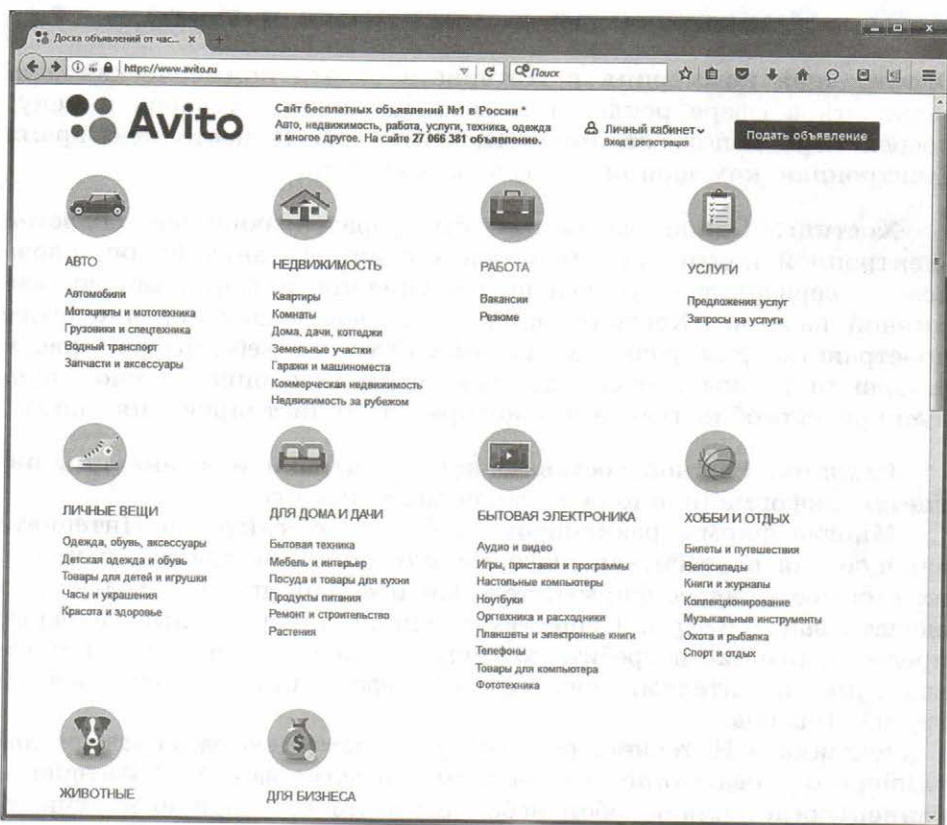 Доска объявлений от час... x
https://www.avito.ru
Поиск
Avito
Сайт бесплатных объявлений №1 в России *
Авто, недвижимость, работа, услуги, техника, одежда
и многое другое. На сайте 27 066 381 объявление.
Личный кабинет
Вход и регистрация
Подать объявление
АВТО
Автомобили
Мотоциклы и мототехника
Грузовики и спецтехника
Водный транспорт
Запчасти и аксессуары
НЕДВИЖИМОСТЬ
Квартиры
Комнаты
Дома, дачи, коттеджи
Земельные участки
Гаражи и машиноместа
Коммерческая недвижимость
Недвижимость за рубежом
РАБОТА
Вакансии
Резюме
УСЛУГИ
Предложения услуг
Запросы на услуги
ЛИЧНЫЕ ВЕЩИ
Одежда, обувь, аксессуары
Детская одежда и обувь
Товары для детей и игрушки
Часы и украшения
Красота и здоровье
ДЛЯ ДОМА И ДАЧИ
Бытовая техника
Мебель и интерьер
Посуда и товары для кухни
Продукты питания
Ремонт и строительство
Растения
БЫТОВАЯ ЭЛЕКТРОНИКА
Аудио и видео
Игры, приставки и программы
Настольные компьютеры
Ноутбуки
Оргтехника и расходники
Планшеты и электронные книги
Телефоны
Товары для компьютера
Фототехника
ХОББИ И ОТДЫХ
Билеты и путешествия
Велосипеды
Книги и журналы
Коллекционирование
Музыкальные инструменты
Охота и рыбалка
Спорт и отдых
ЖИВОТНЫЕ
ДЛЯ БИЗНЕСА